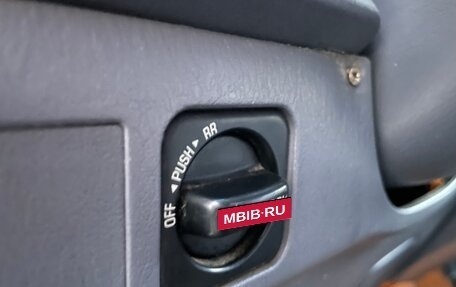 OFF ◄ PUSH ► RR
MBIB·RU